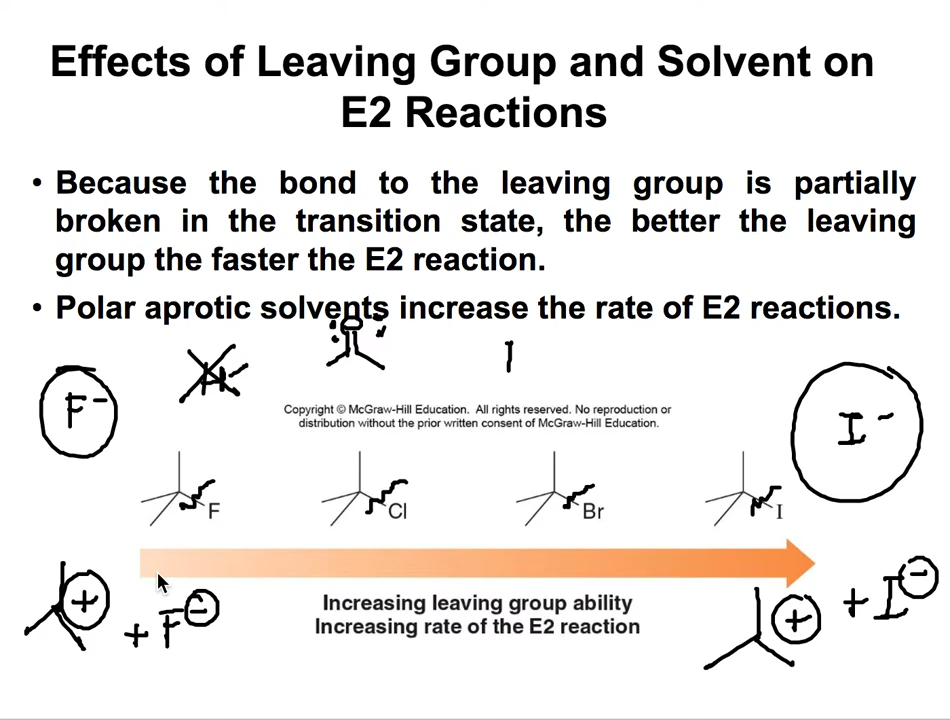 Effects of Leaving Group and Solvent on
E2 Reactions
• Because the bond to the leaving group is partially
broken in the transition state, the better the leaving
group the faster the E2 reaction.
• Polar aprotic solvents increase the rate of E2 reactions.
F⁻
I⁻
Copyright © McGraw-Hill Education. All rights reserved. No reproduction or
distribution without the prior written consent of McGraw-Hill Education.
F Cl Br I
+ + F⁻
Increasing leaving group ability
Increasing rate of the E2 reaction
+ + I⁻